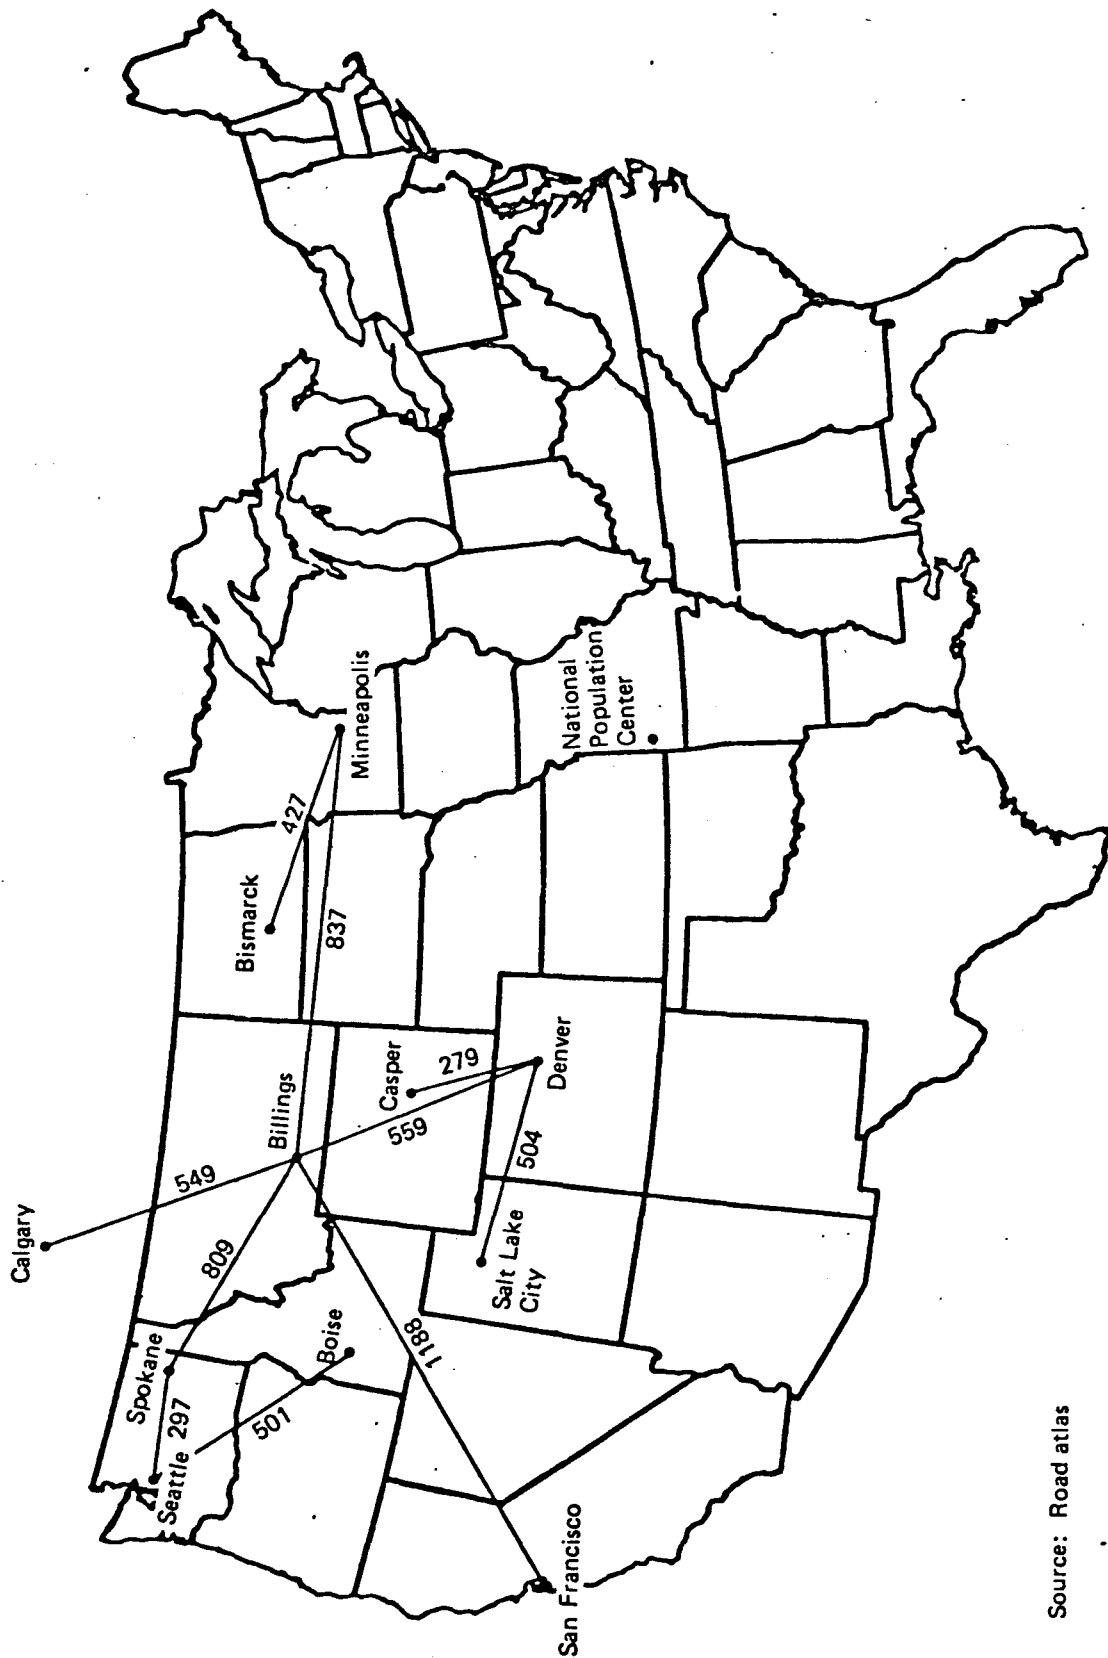 Calgary
549
Spokane
809
297
Seattle
501
Boise
Billings
1188
San Francisco
Salt Lake
City
504
559
Casper
279
Denver
837
Bismarck
427
Minneapolis
National
Population
Center
Source: Road atlas